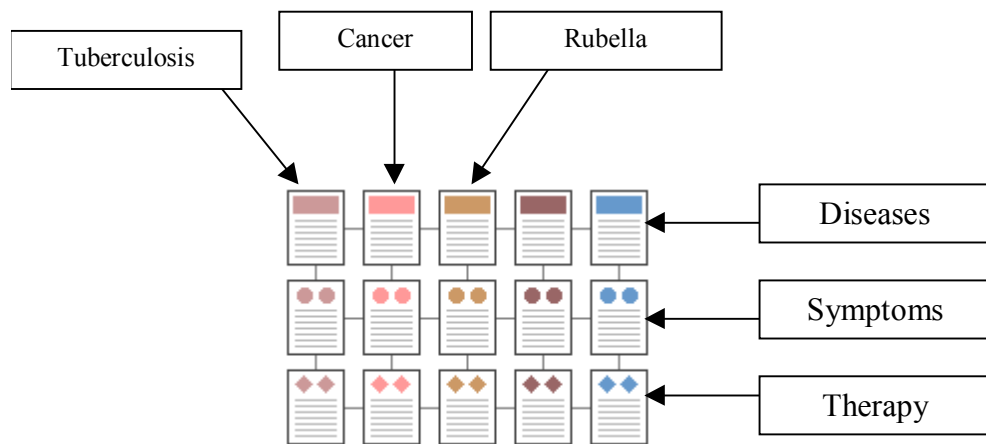 Tuberculosis
Cancer
Rubella
Diseases
Symptoms
Therapy